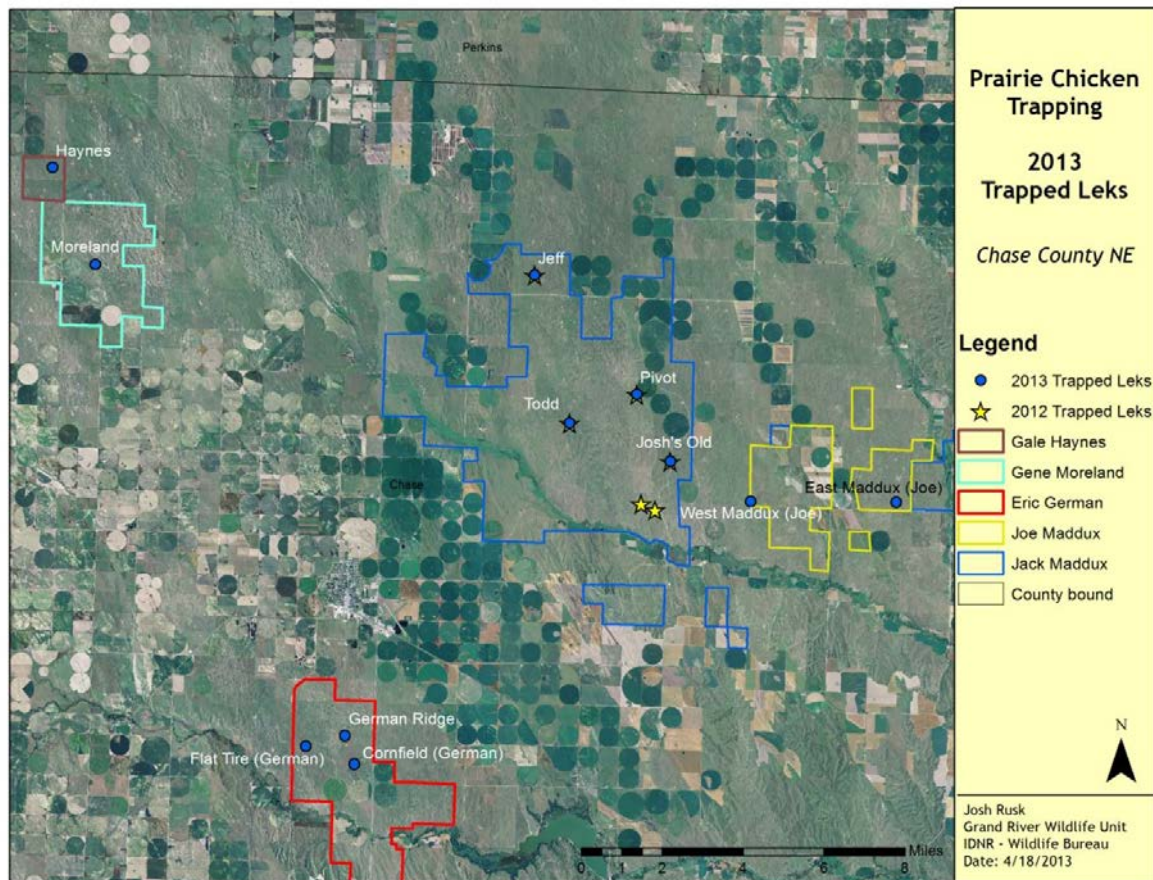 Perkins
Haynes
Moreland
Jeff
Pivot
Todd
Josh's Old
Chase
East Maddux (Joe)
West Maddux (Joe)
German Ridge
Flat Tire (German)
Cornfield (German)
0 2 4 8
Miles
Prairie Chicken
Trapping
2013
Trapped Leks
Chase County NE
Legend
2013 Trapped Leks
2012 Trapped Leks
Gale Haynes
Gene Moreland
Eric German
Joe Maddux
Jack Maddux
County bound
N
Josh Rusk
Grand River Wildlife Unit
IDNR - Wildlife Bureau
Date: 4/18/2013